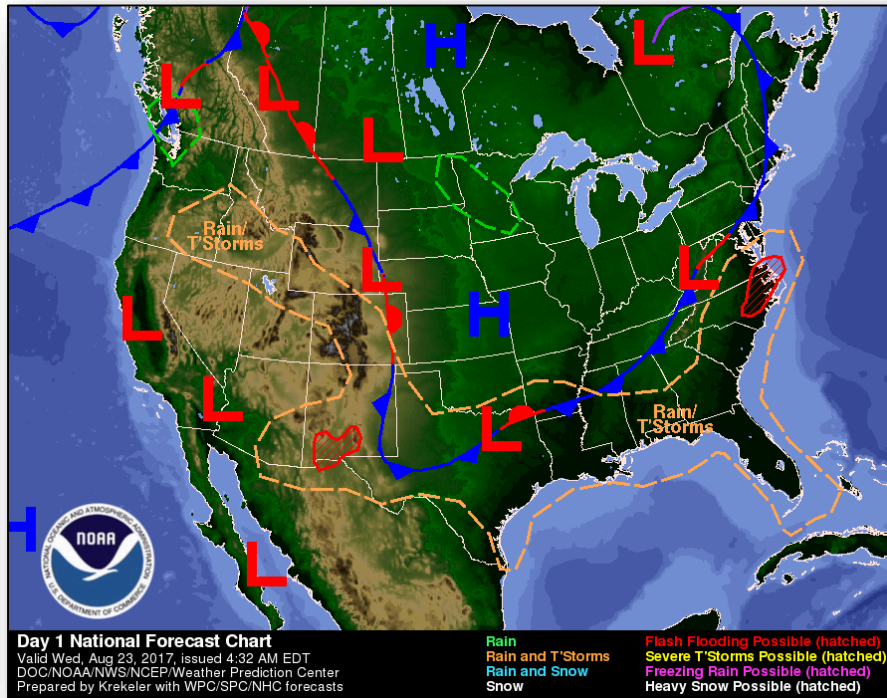 H
L
L
L
L
Rain/
T'Storms
L
L
H
L
L
L
Rain/
T'Storms
H
L
NATIONAL OCEANIC AND ATMOSPHERIC ADMINISTRATION
NOAA
U.S. DEPARTMENT OF COMMERCE
Day 1 National Forecast Chart
Valid Wed, Aug 23, 2017, issued 4:32 AM EDT
DOC/NOAA/NWS/NCEP/Weather Prediction Center
Prepared by Krekeler with WPC/SPC/NHC forecasts
Rain
Rain and T'Storms
Rain and Snow
Snow
Flash Flooding Possible (hatched)
Severe T'Storms Possible (hatched)
Freezing Rain Possible (hatched)
Heavy Snow Possible (hatched)